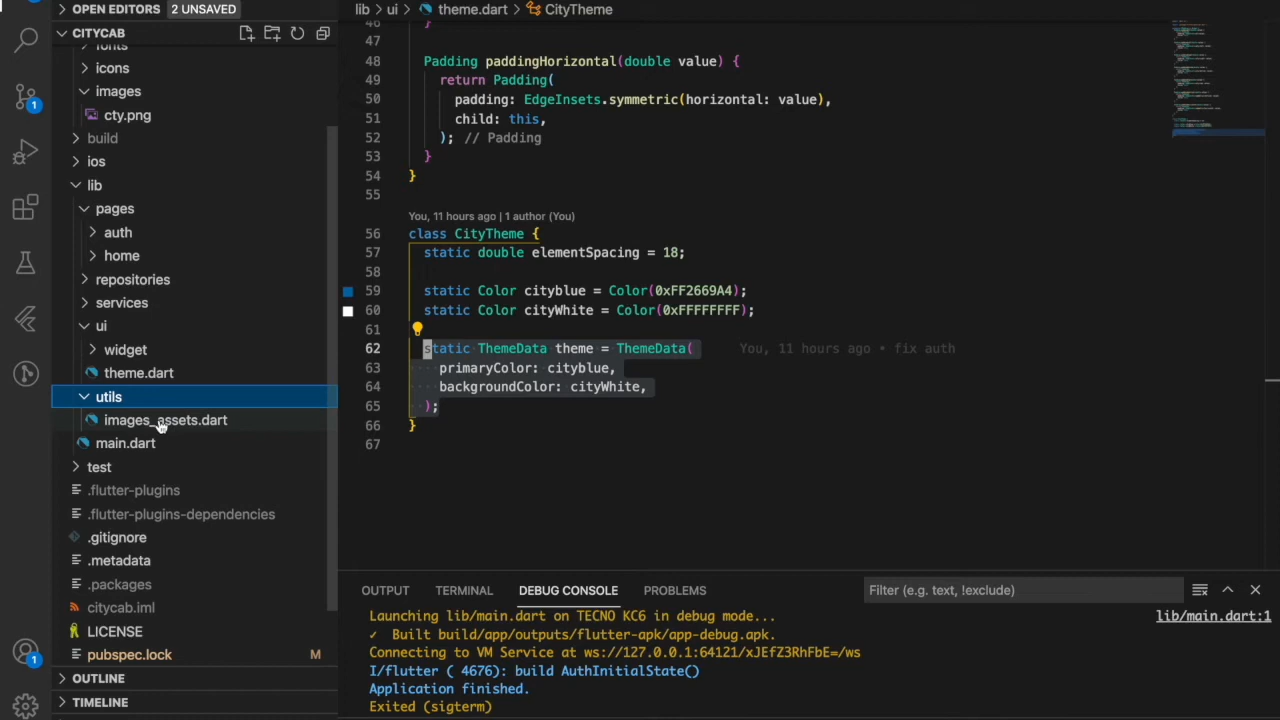 OPEN EDITORS 2 UNSAVED
CITYCAB
fonts
icons
images
cty.png
build
ios
lib
pages
auth
home
repositories
services
ui
widget
theme.dart
utils
images_assets.dart
main.dart
test
.flutter-plugins
.flutter-plugins-dependencies
.gitignore
.metadata
.packages
citycab.iml
LICENSE
pubspec.lock M
OUTLINE
TIMELINE
1
1
lib > ui > theme.dart > CityTheme
46 }
47
48 Padding paddingHorizontal(double value) {
49 return Padding(
50 padding: EdgeInsets.symmetric(horizontal: value),
51 child: this,
52 ); // Padding
53 }
54 }
55
You, 11 hours ago | 1 author (You)
56 class CityTheme {
57 static double elementSpacing = 18;
58
59 static Color cityblue = Color(0xFF2669A4);
60 static Color cityWhite = Color(0xFFFFFFFF);
61
62 static ThemeData theme = ThemeData( You, 11 hours ago • fix auth
63 primaryColor: cityblue,
64 backgroundColor: cityWhite,
65 );
66 }
67
OUTPUT TERMINAL DEBUG CONSOLE PROBLEMS Filter (e.g. text, !exclude)
Launching lib/main.dart on TECNO KC6 in debug mode... lib/main.dart:1
✓ Built build/app/outputs/flutter-apk/app-debug.apk.
Connecting to VM Service at ws://127.0.0.1:64121/xJEfZ3RhFbE=/ws
I/flutter ( 4676): build AuthInitialState()
Application finished.
Exited (sigterm)